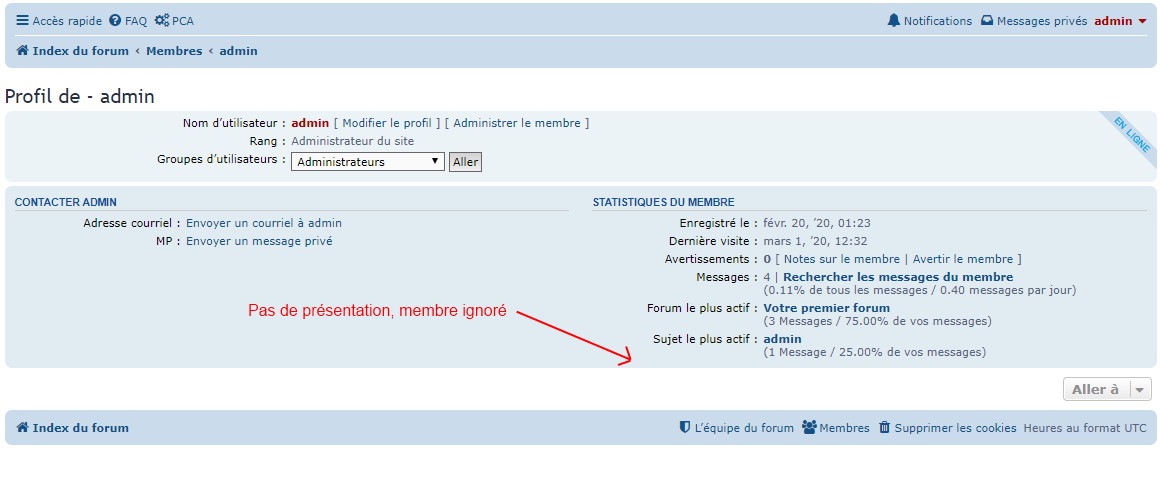 Accès rapide FAQ PCA Notifications Messages privés admin
Index du forum ‹ Membres ‹ admin
Profil de - admin
Nom d’utilisateur : admin [ Modifier le profil ] [ Administrer le membre ]
EN LIGNE
Rang : Administrateur du site
Groupes d’utilisateurs : Administrateurs Aller
CONTACTER ADMIN
Adresse courriel : Envoyer un courriel à admin
MP : Envoyer un message privé
STATISTIQUES DU MEMBRE
Enregistré le : févr. 20, ’20, 01:23
Dernière visite : mars 1, ’20, 12:32
Avertissements : 0 [ Notes sur le membre | Avertir le membre ]
Messages : 4 | Rechercher les messages du membre
(0.11% de tous les messages / 0.40 messages par jour)
Forum le plus actif : Votre premier forum
(3 Messages / 75.00% de vos messages)
Sujet le plus actif : admin
(1 Message / 25.00% de vos messages)
Pas de présentation, membre ignoré
Aller à
Index du forum L’équipe du forum Membres Supprimer les cookies Heures au format UTC